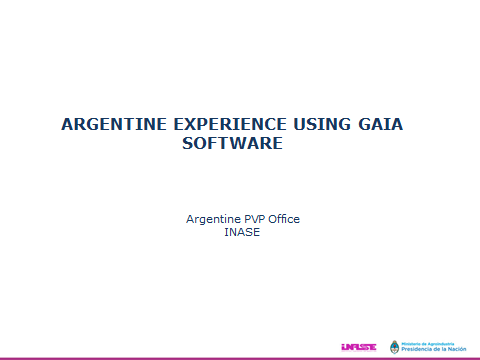 ARGENTINE EXPERIENCE USING GAIA
SOFTWARE
Argentine PVP Office
INASE
iNASE
Ministerio de Agroindustria
Presidencia de la Nación